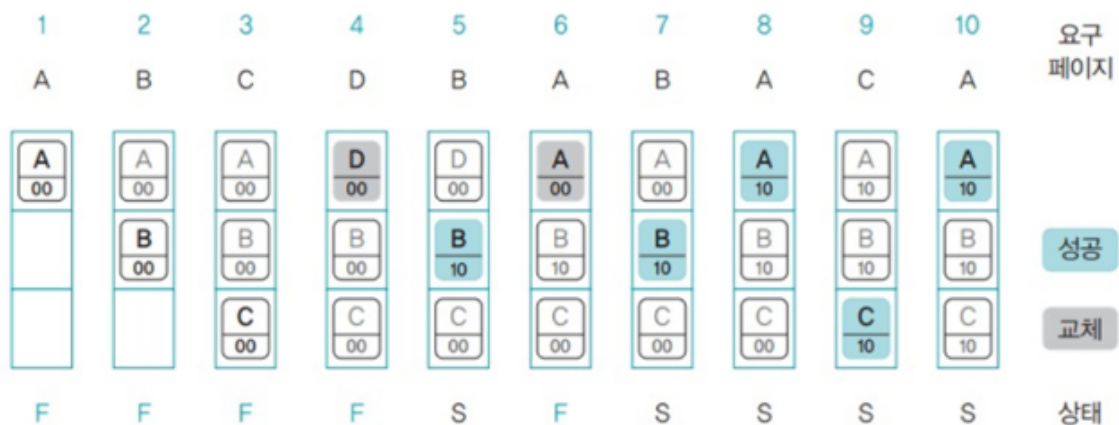 1 2 3 4 5 6 7 8 9 10 요구
A B C D B A B A C A 페이지
A A A D D A A A A A
00 00 00 00 00 00 00 10 10 10
B B B B B B B B B 성공
00 00 00 10 10 10 10 10 10
C C C C C C C C 교체
00 00 00 00 00 00 10 10
F F F F S F S S S S 상태